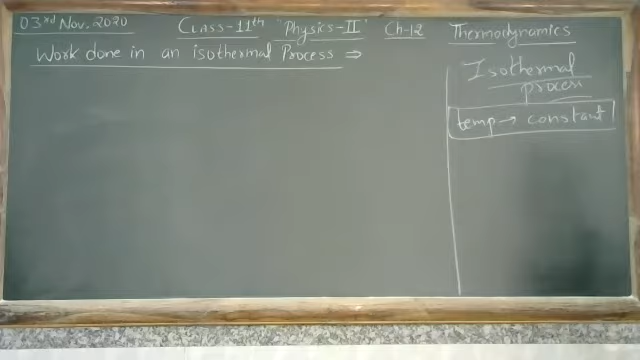 03rd Nov. 2020 CLASS-11th "Physics-II" Ch-12 Thermodynamics
Work done in an isothermal Process ⇒
Isothermal
process
temp → constant